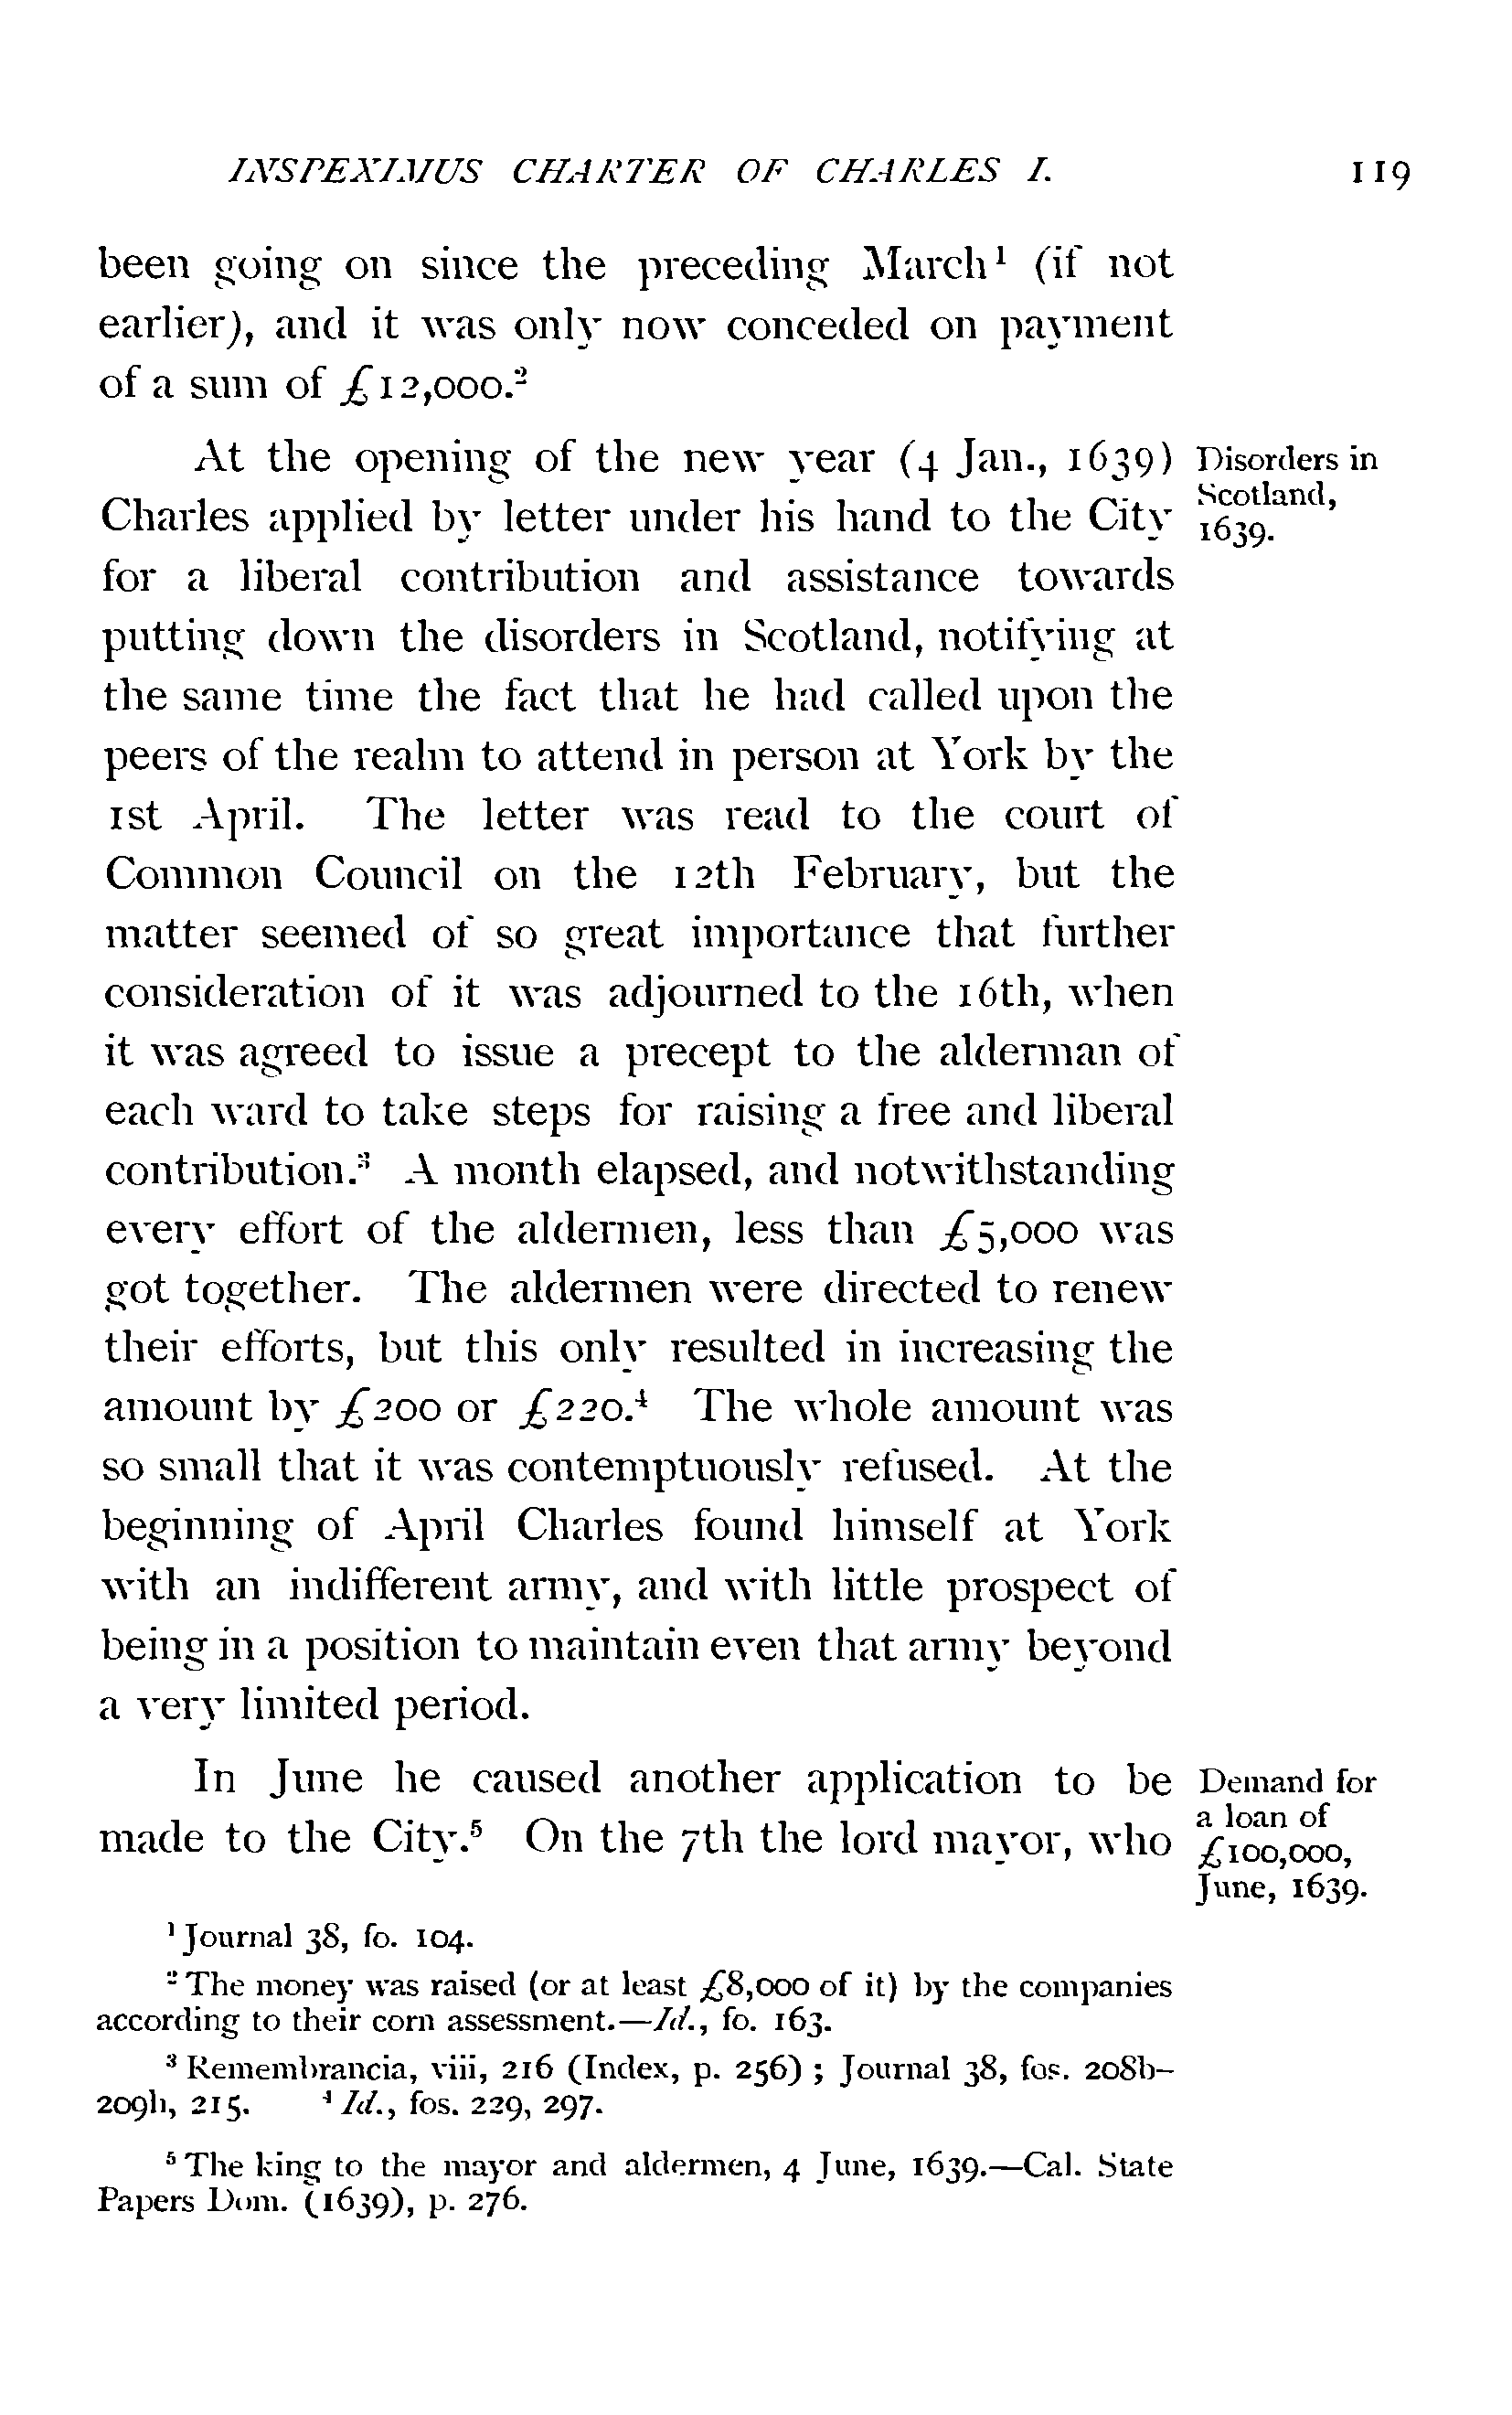 INSPEXIMUS CHARTER OF CHARLES I. 119
been going on since the preceding March¹ (if not
earlier), and it was only now conceded on payment
of a sum of £12,000.²
At the opening of the new year (4 Jan., 1639)
Charles applied by letter under his hand to the City
for a liberal contribution and assistance towards
putting down the disorders in Scotland, notifying at
the same time the fact that he had called upon the
peers of the realm to attend in person at York by the
1st April. The letter was read to the court of
Common Council on the 12th February, but the
matter seemed of so great importance that further
consideration of it was adjourned to the 16th, when
it was agreed to issue a precept to the alderman of
each ward to take steps for raising a free and liberal
contribution.³ A month elapsed, and notwithstanding
every effort of the aldermen, less than £5,000 was
got together. The aldermen were directed to renew
their efforts, but this only resulted in increasing the
amount by £200 or £220.⁴ The whole amount was
so small that it was contemptuously refused. At the
beginning of April Charles found himself at York
with an indifferent army, and with little prospect of
being in a position to maintain even that army beyond
a very limited period.
Disorders in
Scotland,
1639.
In June he caused another application to be
made to the City.⁵ On the 7th the lord mayor, who
Demand for
a loan of
£100,000,
June, 1639.
¹ Journal 38, fo. 104.
² The money was raised (or at least £8,000 of it) by the companies
according to their corn assessment.—Id., fo. 163.
³ Remembrancia, viii, 216 (Index, p. 256) ; Journal 38, fos. 208b–
209b, 215. ⁴ Id., fos. 229, 297.
⁵ The king to the mayor and aldermen, 4 June, 1639.—Cal. State
Papers Dom. (1639), p. 276.